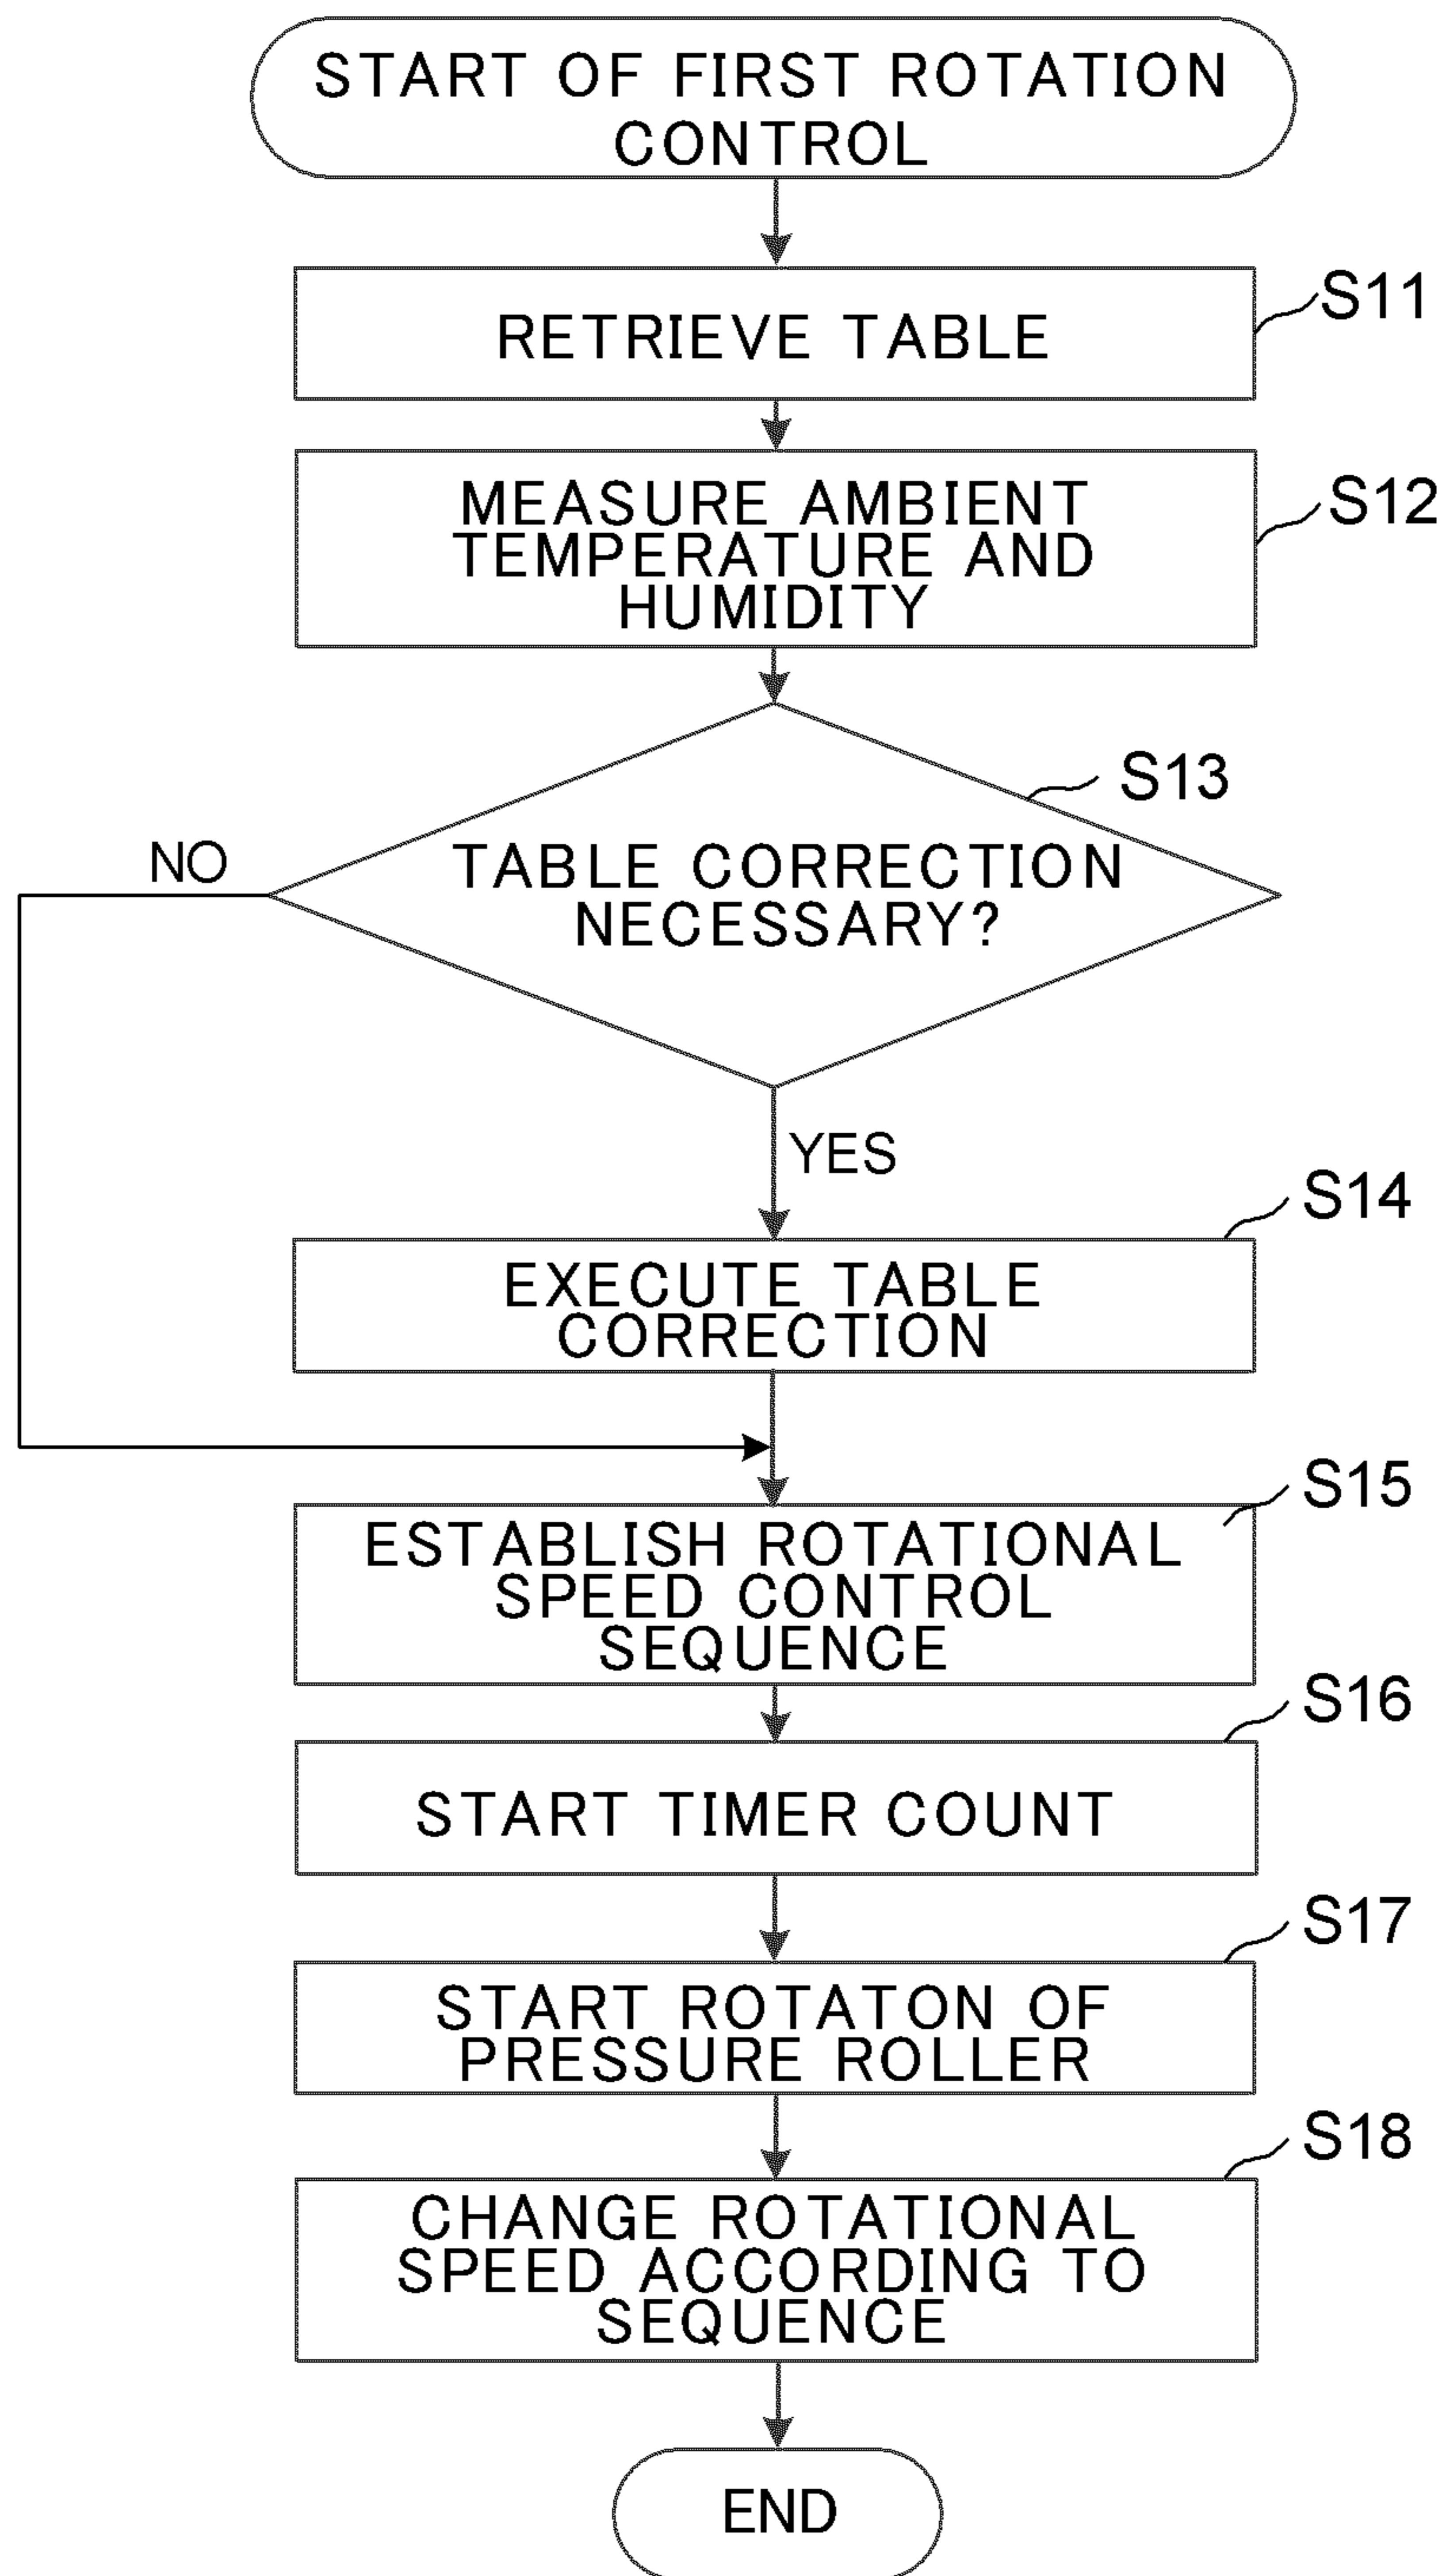 START OF FIRST ROTATION
CONTROL
RETRIEVE TABLE
S11
MEASURE AMBIENT
TEMPERATURE AND
HUMIDITY
S12
S13
TABLE CORRECTION
NECESSARY?
NO
YES
S14
EXECUTE TABLE
CORRECTION
S15
ESTABLISH ROTATIONAL
SPEED CONTROL
SEQUENCE
S16
START TIMER COUNT
S17
START ROTATON OF
PRESSURE ROLLER
S18
CHANGE ROTATIONAL
SPEED ACCORDING TO
SEQUENCE
END